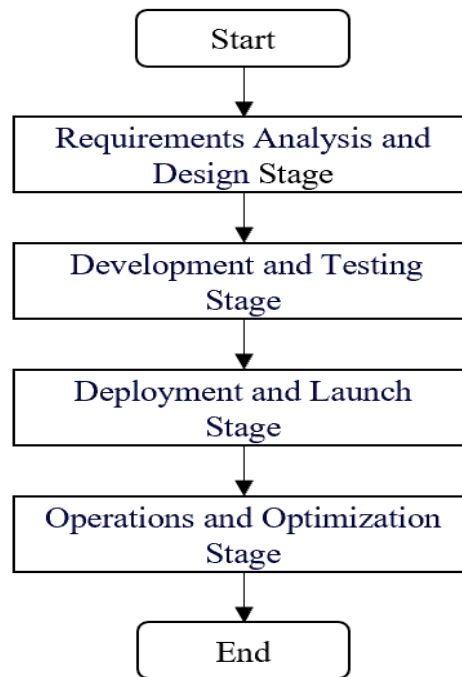 Start
Requirements Analysis and
Design Stage
Development and Testing
Stage
Deployment and Launch
Stage
Operations and Optimization
Stage
End